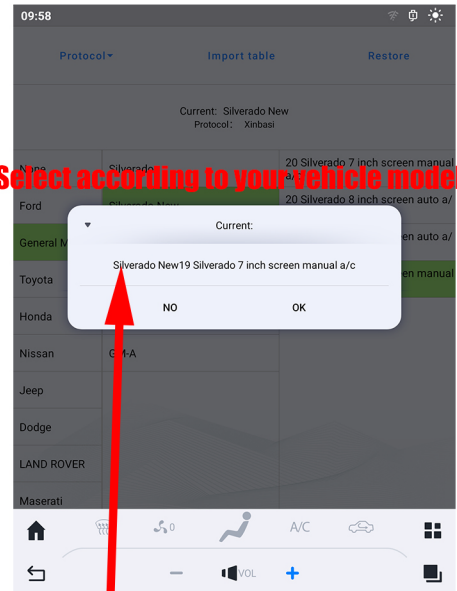 09:58
Protocol
Import table
Restore
Current: Silverado New
Protocol: Xinbasi
Select according to your vehicle model
None
Silverado
20 Silverado 7 inch screen manual
a/c
Ford
Silverado New
20 Silverado 8 inch screen auto a/
General M
Current:
en auto a/
Toyota
Silverado New19 Silverado 7 inch screen manual a/c
en manual
Honda
NO
OK
Nissan
GM-A
Jeep
Dodge
LAND ROVER
Maserati
0
A/C
VOL